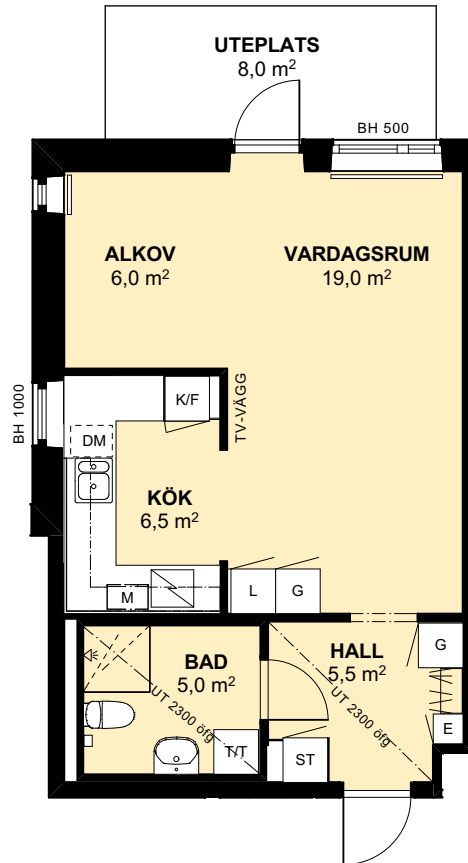 UTEPLATS
8,0 m²
BH 500
ALKOV
6,0 m²
VARDAGSRUM
19,0 m²
K/F
TV-VÄGG
BH 1000
DM
KÖK
6,5 m²
M
L
G
BAD
5,0 m²
HALL
5,5 m²
G
UT 2300 öfg
UT 2300 öfg
E
T/T
ST